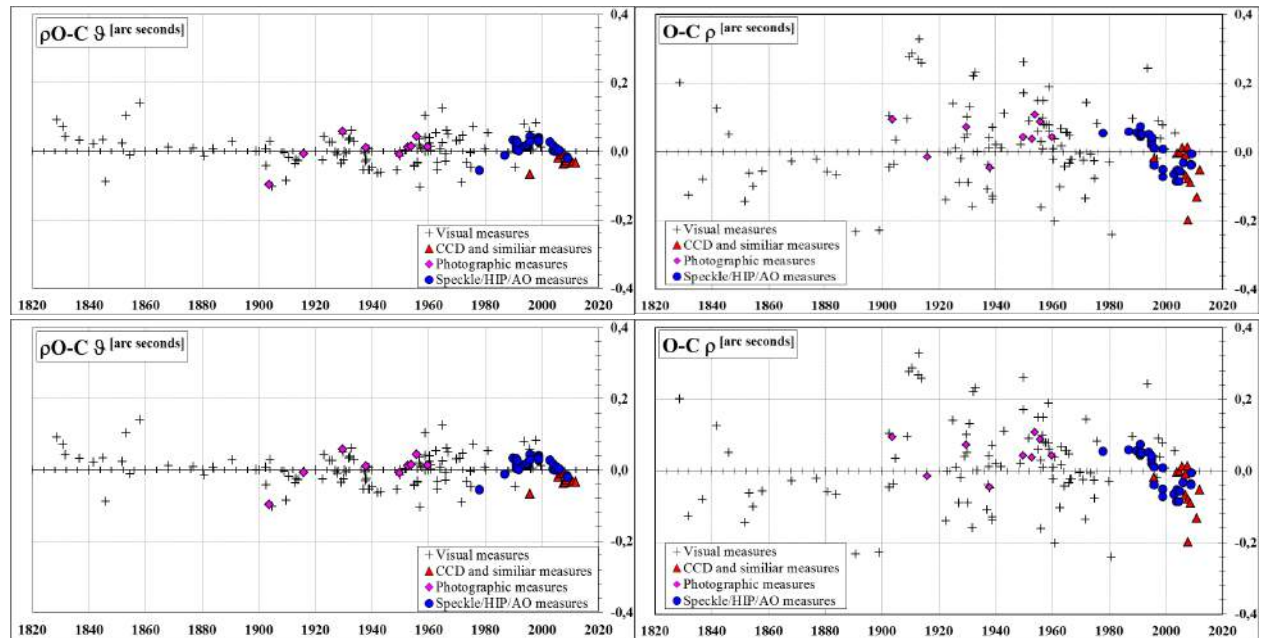 ρO-C ϑ [arc seconds]
Visual measures
CCD and similiar measures
Photographic measures
Speckle/HIP/AO measures
1820 1840 1860 1880 1900 1920 1940 1960 1980 2000 2020
0,4
0,2
0,0
-0,2
-0,4
O-C ρ [arc seconds]
Visual measures
CCD and similiar measures
Photographic measures
Speckle/HIP/AO measures
1820 1840 1860 1880 1900 1920 1940 1960 1980 2000 2020
0,4
0,2
0,0
-0,2
-0,4
ρO-C ϑ [arc seconds]
Visual measures
CCD and similiar measures
Photographic measures
Speckle/HIP/AO measures
1820 1840 1860 1880 1900 1920 1940 1960 1980 2000 2020
0,4
0,2
0,0
-0,2
-0,4
O-C ρ [arc seconds]
Visual measures
CCD and similiar measures
Photographic measures
Speckle/HIP/AO measures
1820 1840 1860 1880 1900 1920 1940 1960 1980 2000 2020
0,4
0,2
0,0
-0,2
-0,4